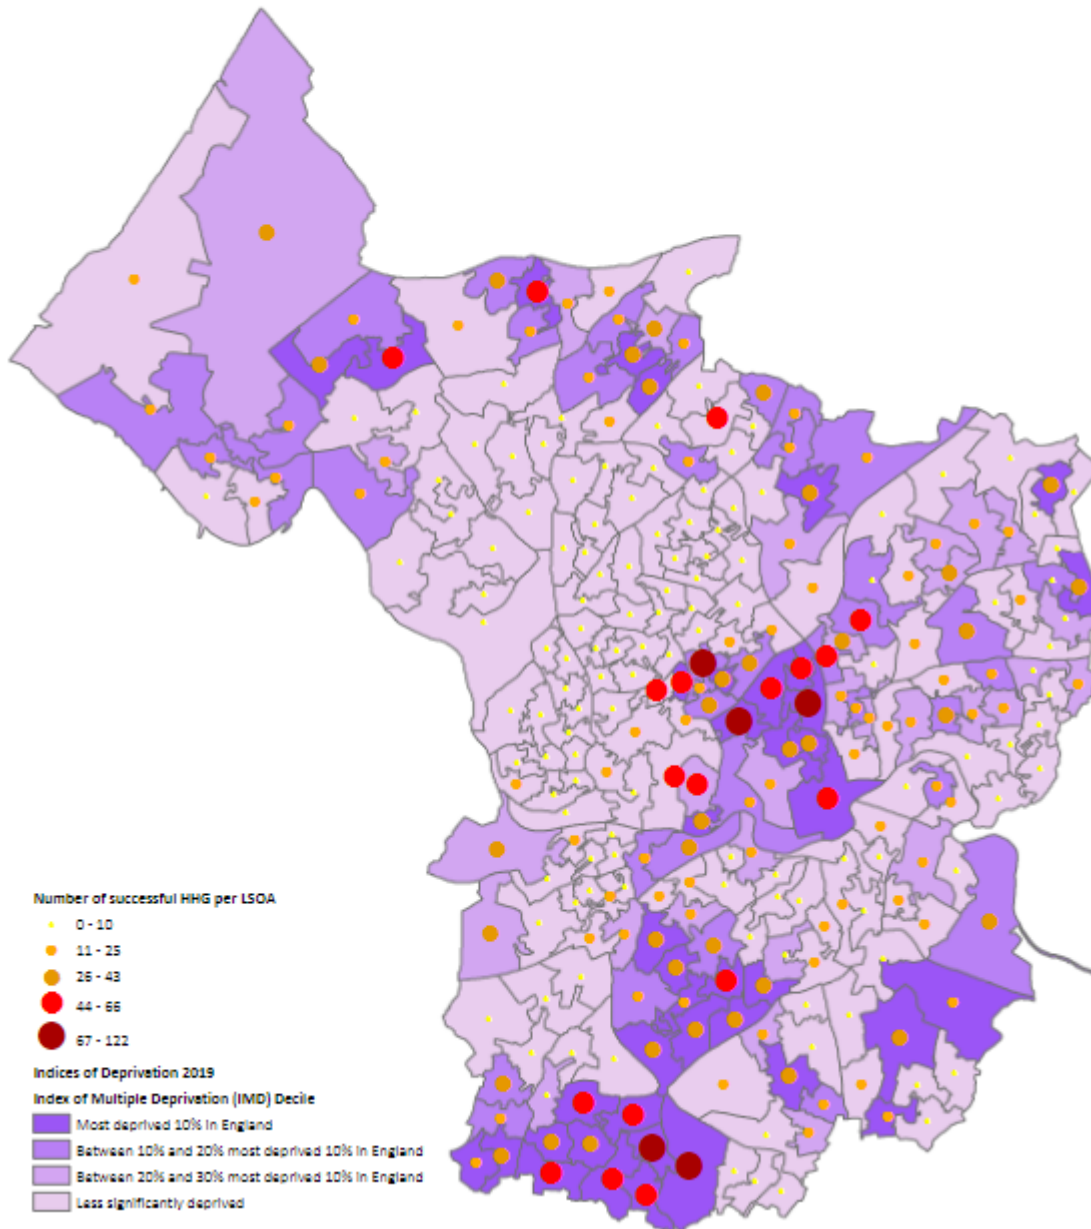 Number of successful HHG per LSOA
0 - 10
11 - 25
26 - 43
44 - 66
67 - 122
Indices of Deprivation 2019
Index of Multiple Deprivation (IMD) Decile
Most deprived 10% in England
Between 10% and 20% most deprived 10% in England
Between 20% and 30% most deprived 10% in England
Less significantly deprived